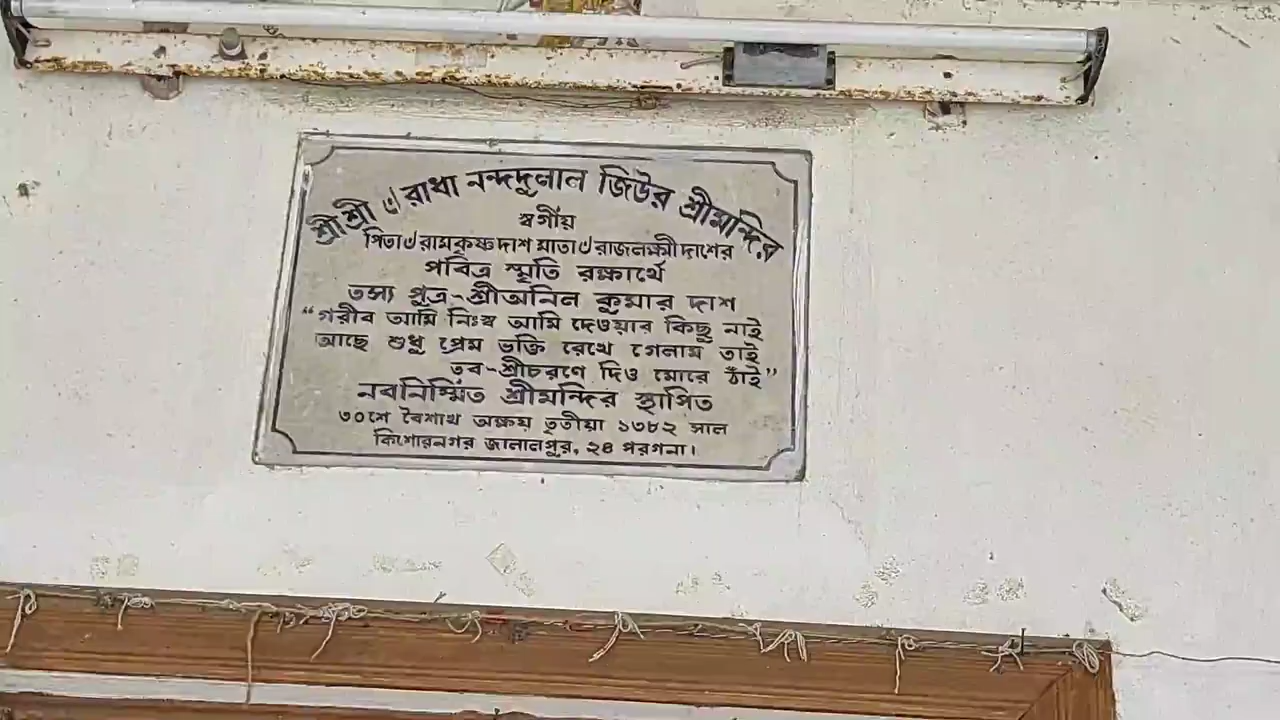 শ্রীশ্রী ৺রাধা নন্দদুলাল জিউর শ্রীমন্দির
স্বর্গীয়
পিতা৺রামকৃষ্ণ দাশ মাতা৺রাজলক্ষ্মী দাশের
পবিত্র স্মৃতি রক্ষার্থে
তস্য পুত্র-শ্রীঅনিল কুমার দাশ
“গরীব আমি নিঃস্ব আমি দেওয়ার কিছু নাই
আছে শুধু প্রেম ভক্তি রেখে গেলাম তাই
তব-শ্রীচরণে দিও মোরে ঠাঁই”
নবনির্ম্মিত শ্রীমন্দির স্থাপিত
৩০শে বৈশাখ অক্ষয় তৃতীয়া ১৩৮২ সাল
কিশোরনগর জালালপুর, ২৪ পরগনা।